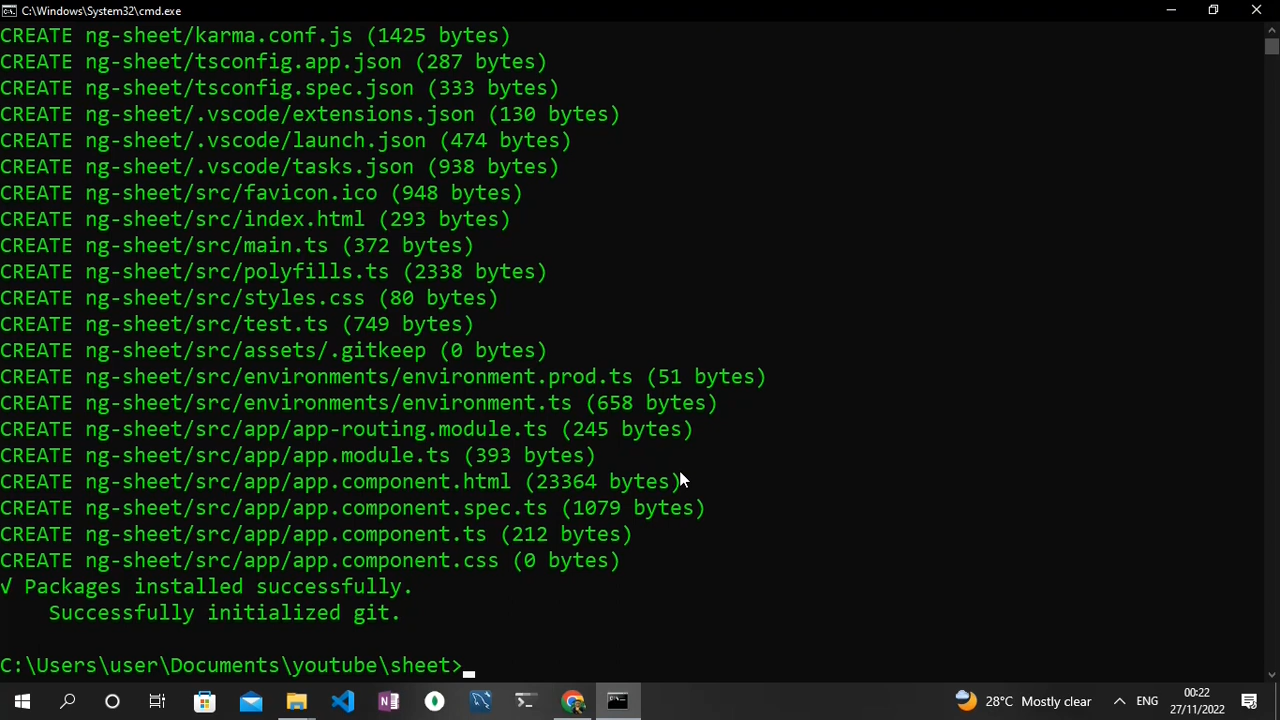 C:\Windows\System32\cmd.exe
CREATE ng-sheet/karma.conf.js (1425 bytes)
CREATE ng-sheet/tsconfig.app.json (287 bytes)
CREATE ng-sheet/tsconfig.spec.json (333 bytes)
CREATE ng-sheet/.vscode/extensions.json (130 bytes)
CREATE ng-sheet/.vscode/launch.json (474 bytes)
CREATE ng-sheet/.vscode/tasks.json (938 bytes)
CREATE ng-sheet/src/favicon.ico (948 bytes)
CREATE ng-sheet/src/index.html (293 bytes)
CREATE ng-sheet/src/main.ts (372 bytes)
CREATE ng-sheet/src/polyfills.ts (2338 bytes)
CREATE ng-sheet/src/styles.css (80 bytes)
CREATE ng-sheet/src/test.ts (749 bytes)
CREATE ng-sheet/src/assets/.gitkeep (0 bytes)
CREATE ng-sheet/src/environments/environment.prod.ts (51 bytes)
CREATE ng-sheet/src/environments/environment.ts (658 bytes)
CREATE ng-sheet/src/app/app-routing.module.ts (245 bytes)
CREATE ng-sheet/src/app/app.module.ts (393 bytes)
CREATE ng-sheet/src/app/app.component.html (23364 bytes)
CREATE ng-sheet/src/app/app.component.spec.ts (1079 bytes)
CREATE ng-sheet/src/app/app.component.ts (212 bytes)
CREATE ng-sheet/src/app/app.component.css (0 bytes)
√ Packages installed successfully.
Successfully initialized git.
C:\Users\user\Documents\youtube\sheet>
28°C Mostly clear
ENG
00:22
27/11/2022